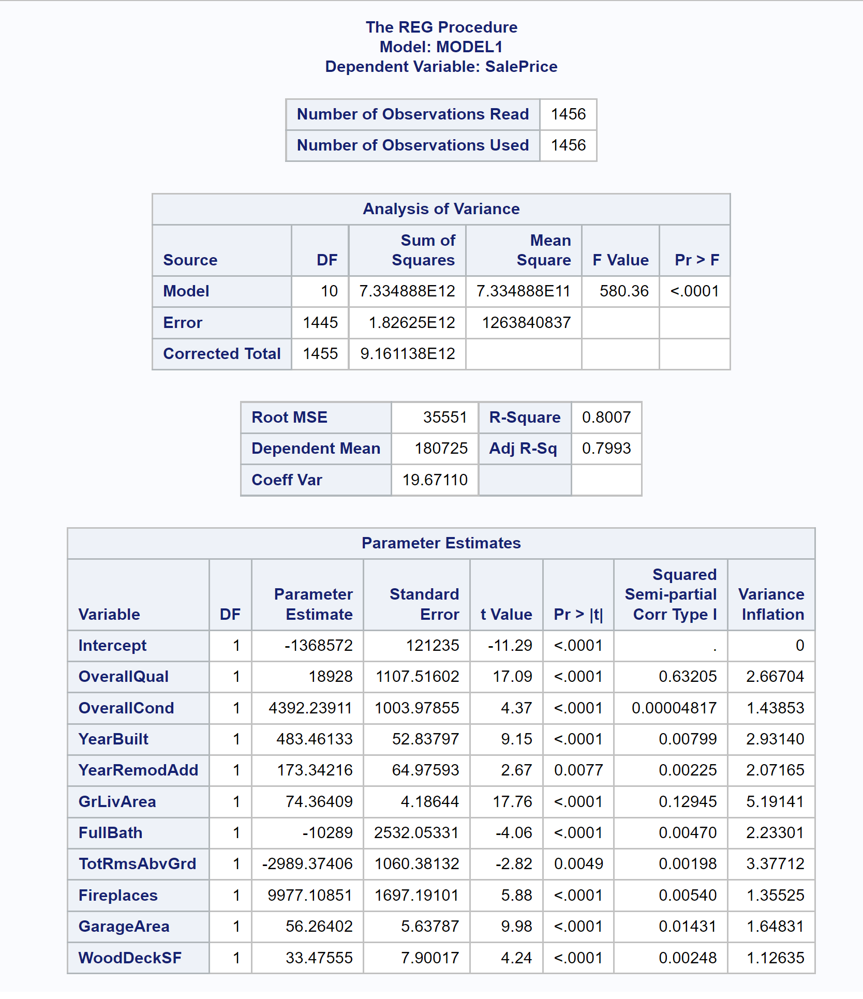 The REG Procedure
Model: MODEL1
Dependent Variable: SalePrice
Number of Observations Read 1456
Number of Observations Used 1456
Analysis of Variance
Source DF Sum of Squares Mean Square F Value Pr > F
Model 10 7.334888E12 7.334888E11 580.36 <.0001
Error 1445 1.82625E12 1263840837
Corrected Total 1455 9.161138E12
Root MSE 35551 R-Square 0.8007
Dependent Mean 180725 Adj R-Sq 0.7993
Coeff Var 19.67110
Parameter Estimates
Variable DF Parameter Estimate Standard Error t Value Pr > |t| Squared Semi-partial Corr Type I Variance Inflation
Intercept 1 -1368572 121235 -11.29 <.0001 . 0
OverallQual 1 18928 1107.51602 17.09 <.0001 0.63205 2.66704
OverallCond 1 4392.23911 1003.97855 4.37 <.0001 0.00004817 1.43853
YearBuilt 1 483.46133 52.83797 9.15 <.0001 0.00799 2.93140
YearRemodAdd 1 173.34216 64.97593 2.67 0.0077 0.00225 2.07165
GrLivArea 1 74.36409 4.18644 17.76 <.0001 0.12945 5.19141
FullBath 1 -10289 2532.05331 -4.06 <.0001 0.00470 2.23301
TotRmsAbvGrd 1 -2989.37406 1060.38132 -2.82 0.0049 0.00198 3.37712
Fireplaces 1 9977.10851 1697.19101 5.88 <.0001 0.00540 1.35525
GarageArea 1 56.26402 5.63787 9.98 <.0001 0.01431 1.64831
WoodDeckSF 1 33.47555 7.90017 4.24 <.0001 0.00248 1.12635